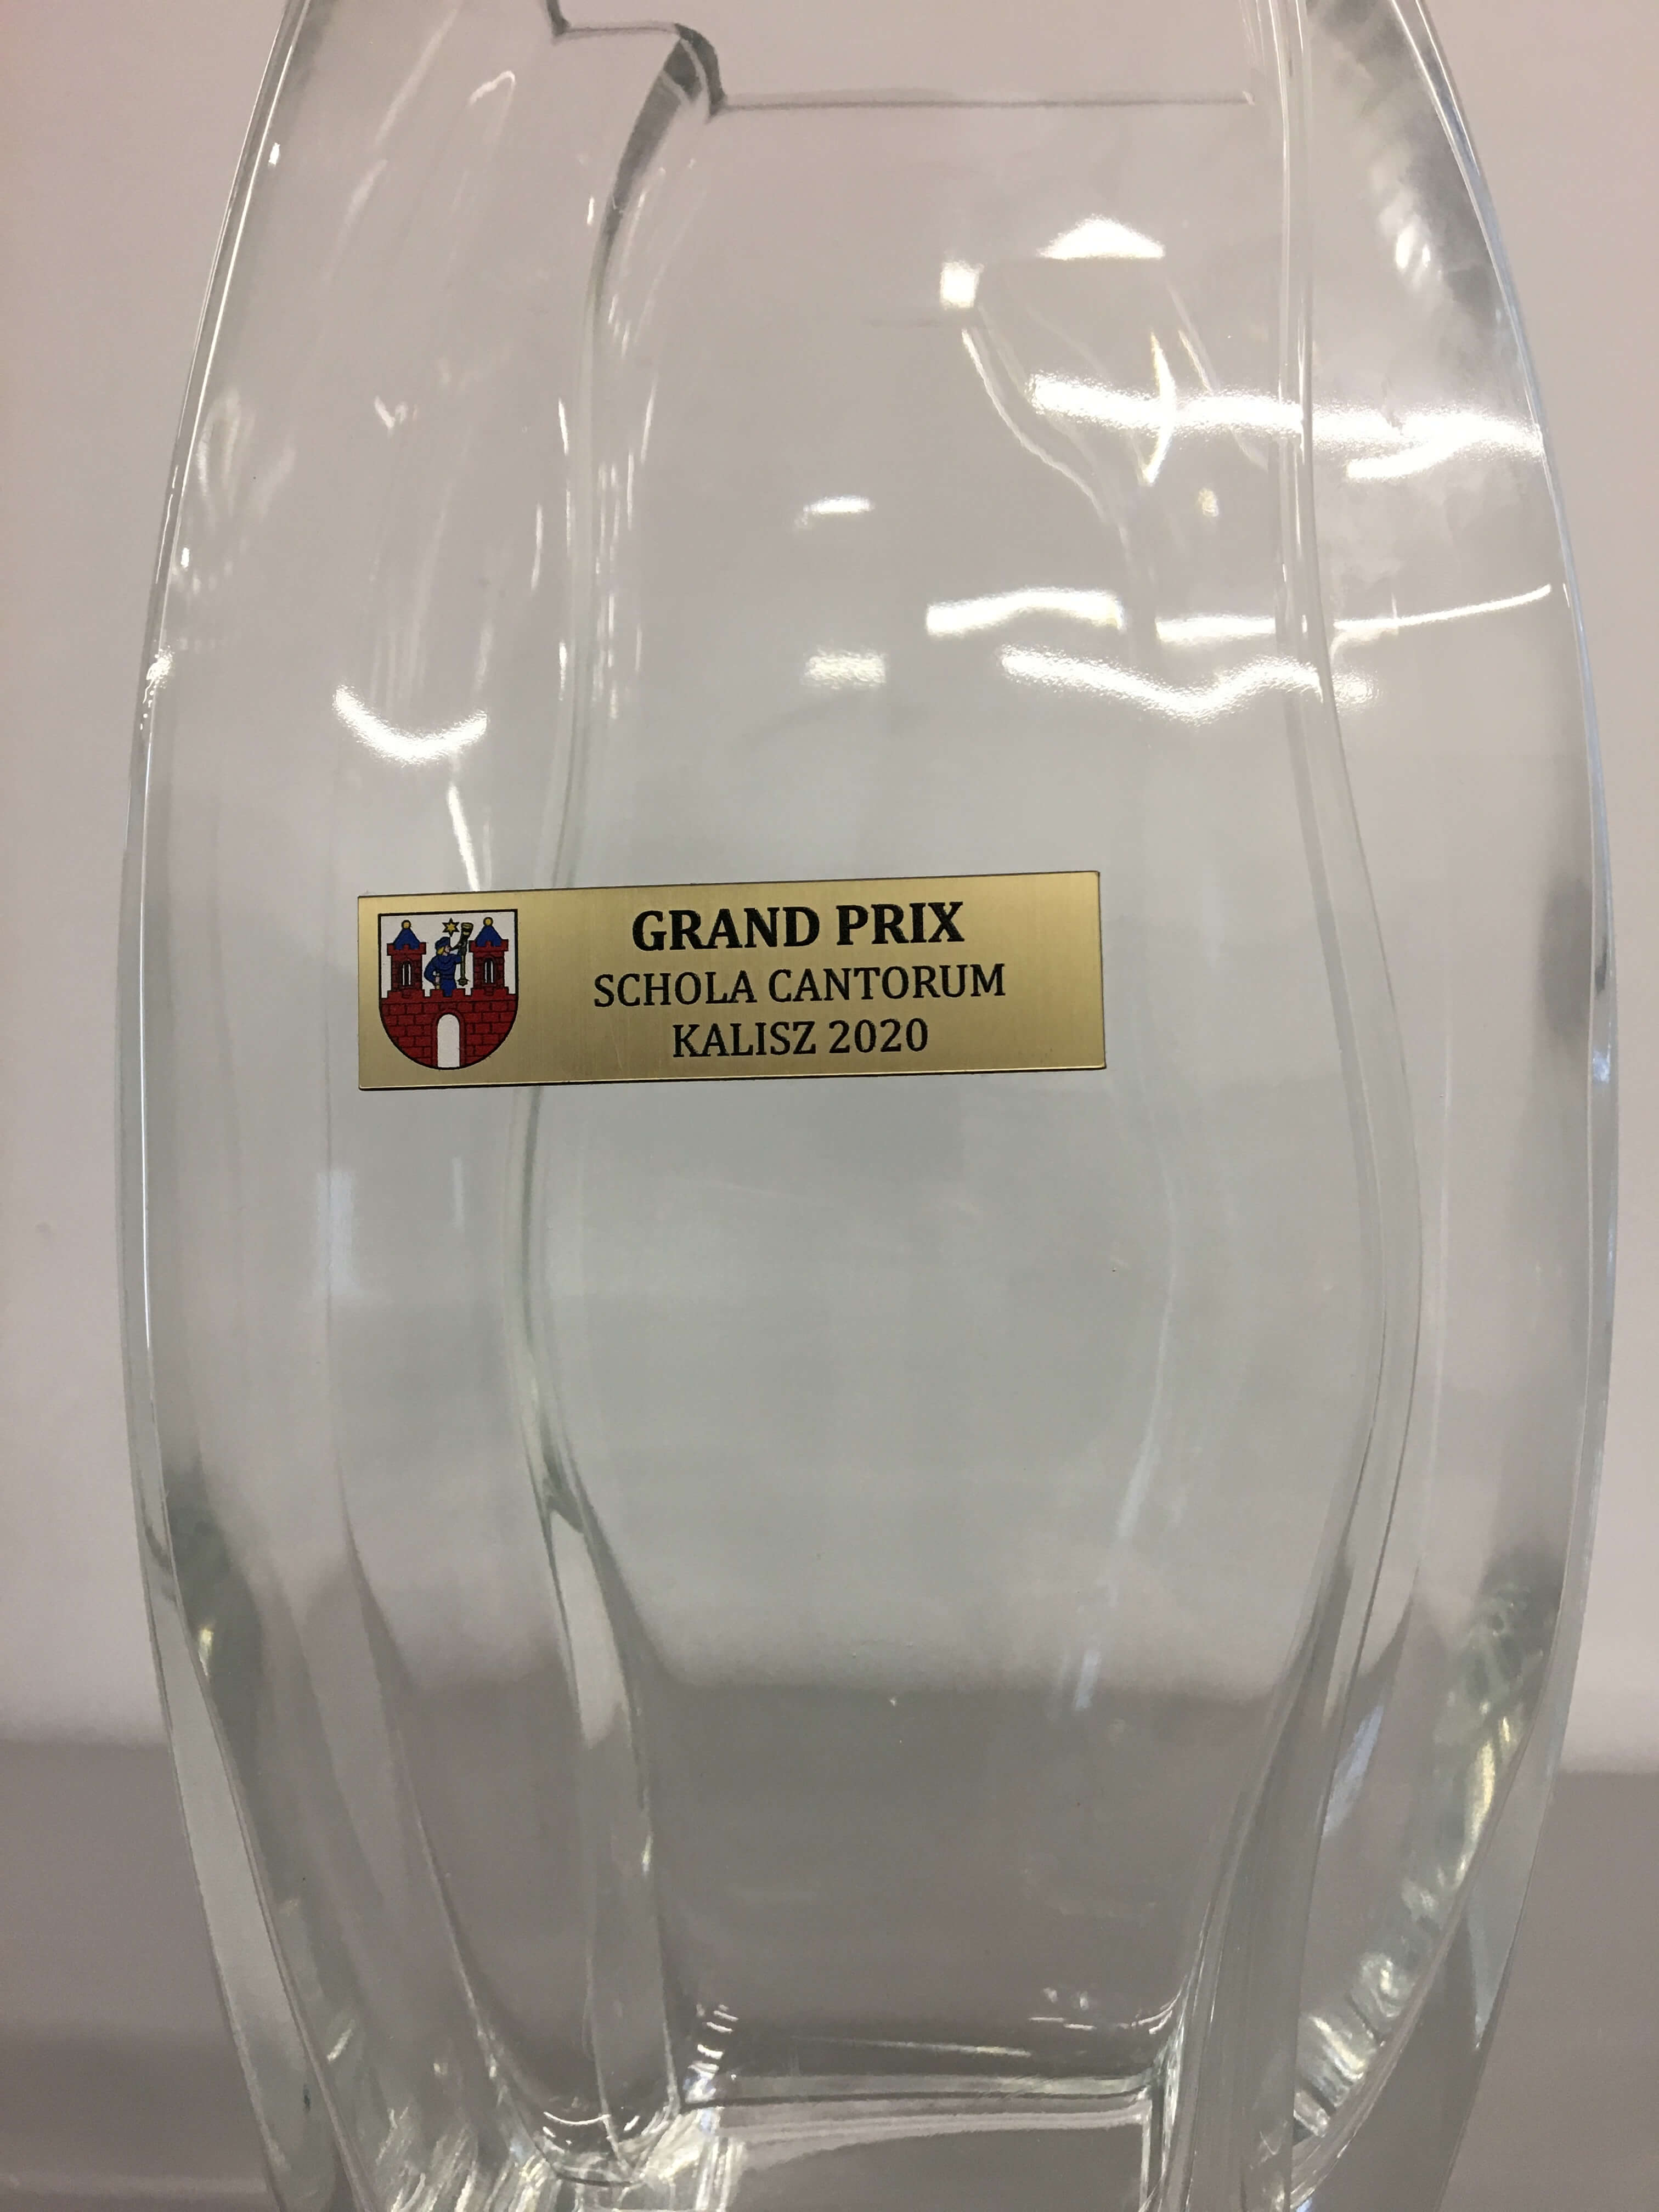 GRAND PRIX
SCHOLA CANTORUM
KALISZ 2020